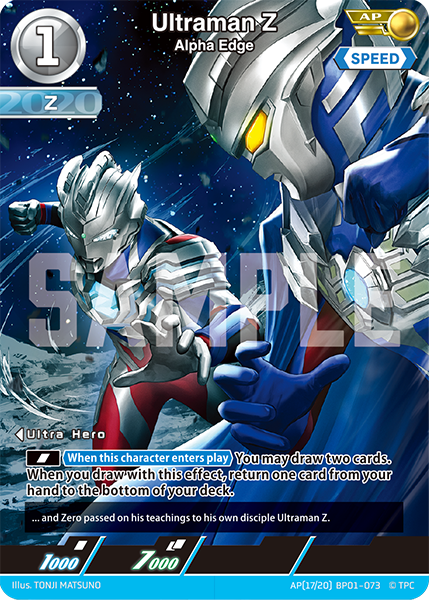 Ultraman Z
Alpha Edge
1
AP
SPEED
2020
Z
SAMPLE
Ultra Hero
When this character enters play You may draw two cards.
When you draw with this effect, return one card from your
hand to the bottom of your deck.
... and Zero passed on his teachings to his own disciple Ultraman Z.
1000 7000
Illus. TONJI MATSUNO AP(17/20) BP01-073 © TPC